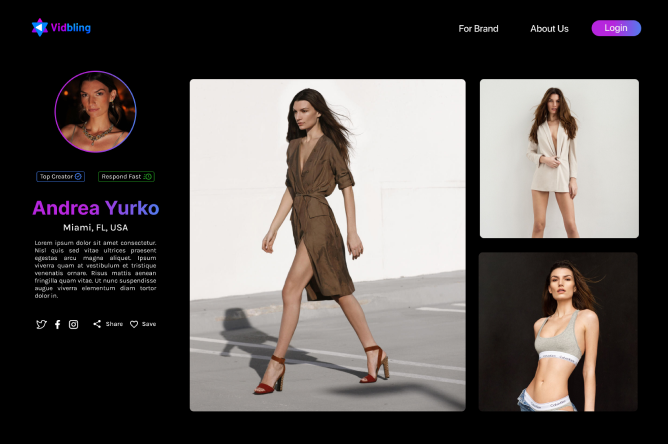 Vidbling
For Brand
About Us
Login
Top Creator
Respond Fast
Andrea Yurko
Miami, FL, USA
Lorem ipsum dolor sit amet consectetur.
Nisl quis sed vitae ultrices praesent
egestas arcu magna aliquet. Ipsum
viverra quam at vestibulum et tristique
venenatis ornare. Risus mattis aenean
fringilla quam vitae. Ut nunc suspendisse
augue viverra elementum diam tortor
dolor in.
Share
Save